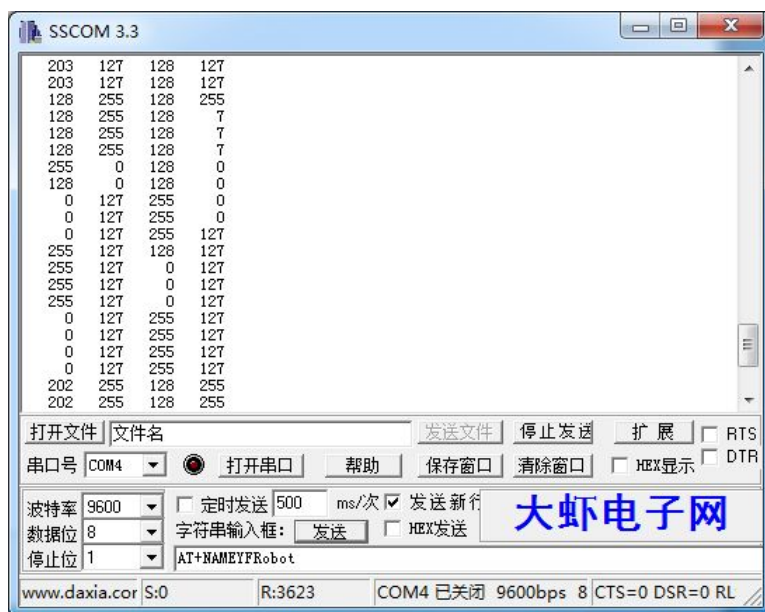 SSCOM 3.3
203 127 128 127
203 127 128 127
128 255 128 255
128 255 128 7
128 255 128 7
128 255 128 7
255 0 128 0
128 0 128 0
0 127 255 0
0 127 255 0
0 127 255 127
255 127 128 127
255 127 0 127
255 127 0 127
255 127 0 127
0 127 255 127
0 127 255 127
0 127 255 127
0 127 255 127
202 255 128 255
202 255 128 255
打开文件 文件名 发送文件 停止发送 扩展 RTS
串口号 COM4 打开串口 帮助 保存窗口 清除窗口 HEX显示 DTR
波特率 9600 定时发送 500 ms/次 发送新行 大虾电子网
数据位 8 字符串输入框: 发送 HEX发送
停止位 1 AT+NAMEYFRobot
www.daxia.cor S:0 R:3623 COM4 已关闭 9600bps 8 CTS=0 DSR=0 RL